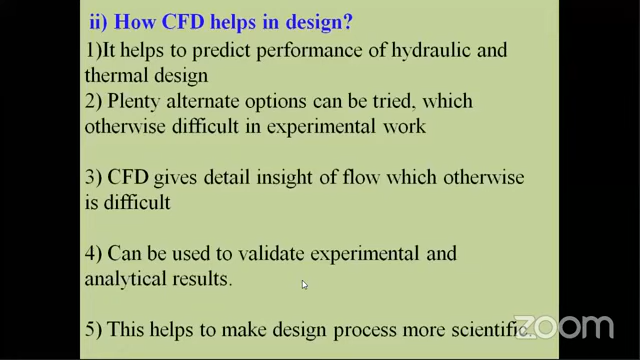 ii) How CFD helps in design?
1)It helps to predict performance of hydraulic and
thermal design
2) Plenty alternate options can be tried, which
otherwise difficult in experimental work
3) CFD gives detail insight of flow which otherwise
is difficult
4) Can be used to validate experimental and
analytical results.
5) This helps to make design process more scientific.
zoom